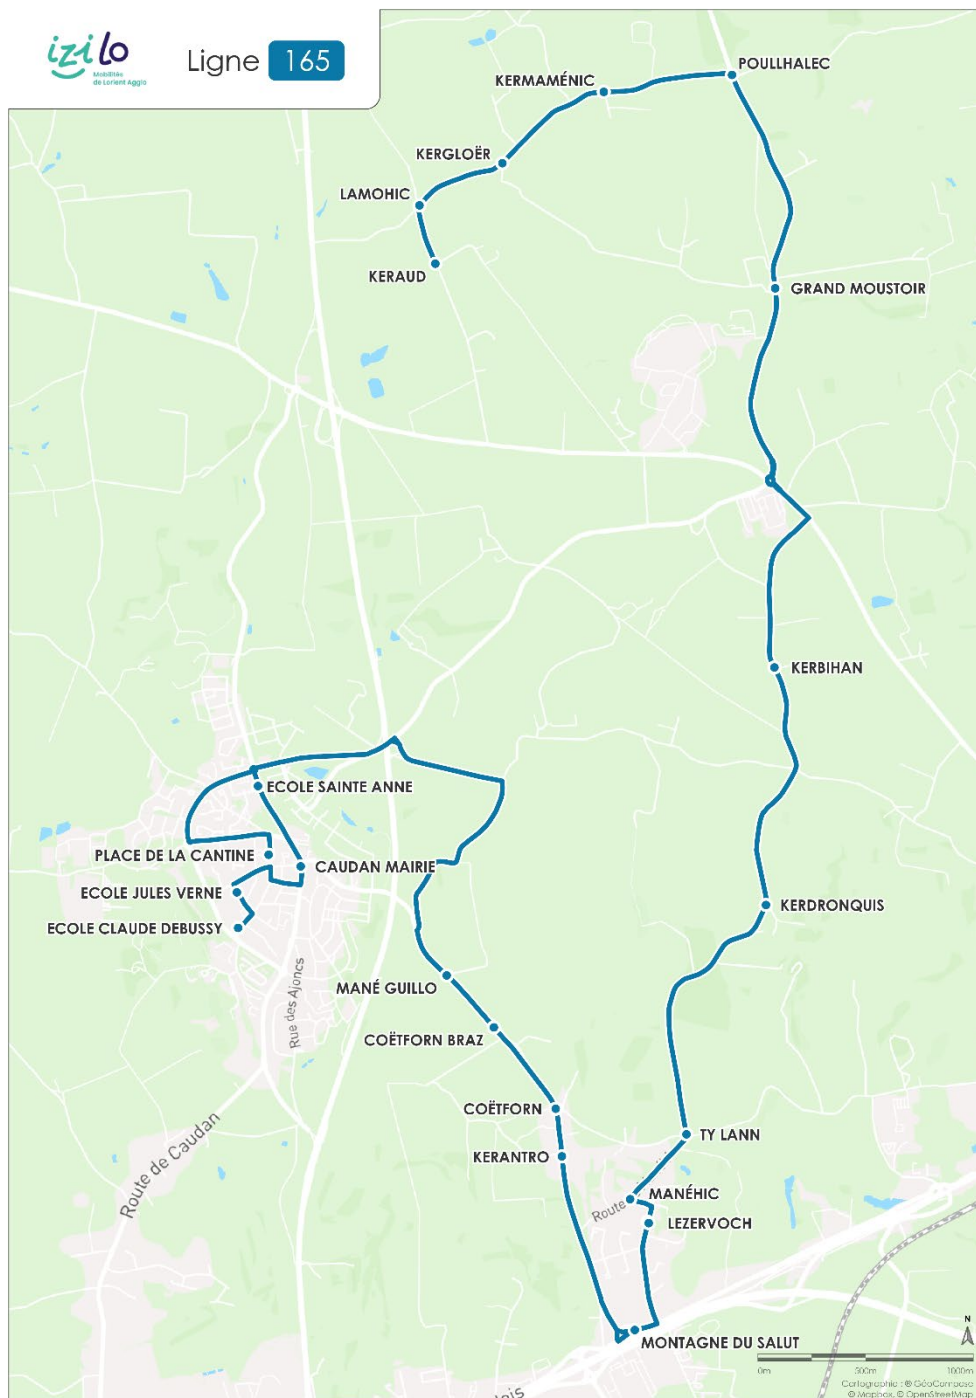 izilo
Mobilités
de Lorient Agglo
Ligne 165
POULLHALEC
KERMAMÉNIC
KERGLOËR
LAMOHIC
KERAUD
GRAND MOUSTOIR
KERBIHAN
ECOLE SAINTE ANNE
PLACE DE LA CANTINE
CAUDAN MAIRIE
ECOLE JULES VERNE
KERDRONQUIS
ECOLE CLAUDE DEBUSSY
MANÉ GUILLO
Rue des Ajoncs
COËTFORN BRAZ
COËTFORN
TY LANN
Route de Caudan
KERANTRO
MANÉHIC
Route
LEZERVOCH
MONTAGNE DU SALUT
N
0m 500m 1000m
Cartographie : © GéoCompose
© Mapbox, © OpenStreetMap